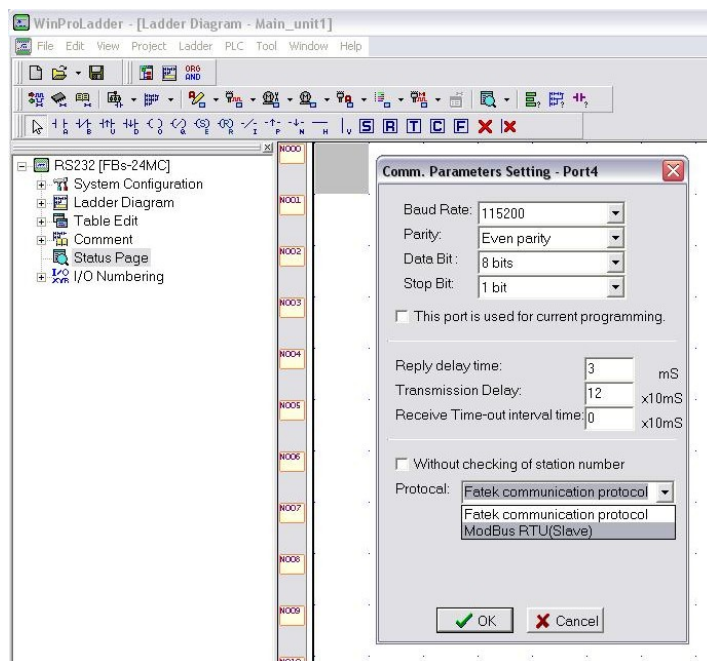 WinProLadder - [Ladder Diagram - Main_unit1]
File Edit View Project Ladder PLC Tool Window Help
ORG
AND
A B U D ( ) (/) (S) (R) I P N H V S R T C F X X
RS232 [FBs-24MC]
System Configuration
Ladder Diagram
Table Edit
Comment
Status Page
I/O Numbering
N000
N001
N002
N003
N004
N005
N006
N007
N008
N009
N010
Comm. Parameters Setting - Port4
Baud Rate: 115200
Parity: Even parity
Data Bit : 8 bits
Stop Bit: 1 bit
This port is used for current programming.
Reply delay time: 3 mS
Transmission Delay: 12 x10mS
Receive Time-out interval time: 0 x10mS
Without checking of station number
Protocal: Fatek communication protocol
Fatek communication protocol
ModBus RTU(Slave)
OK Cancel